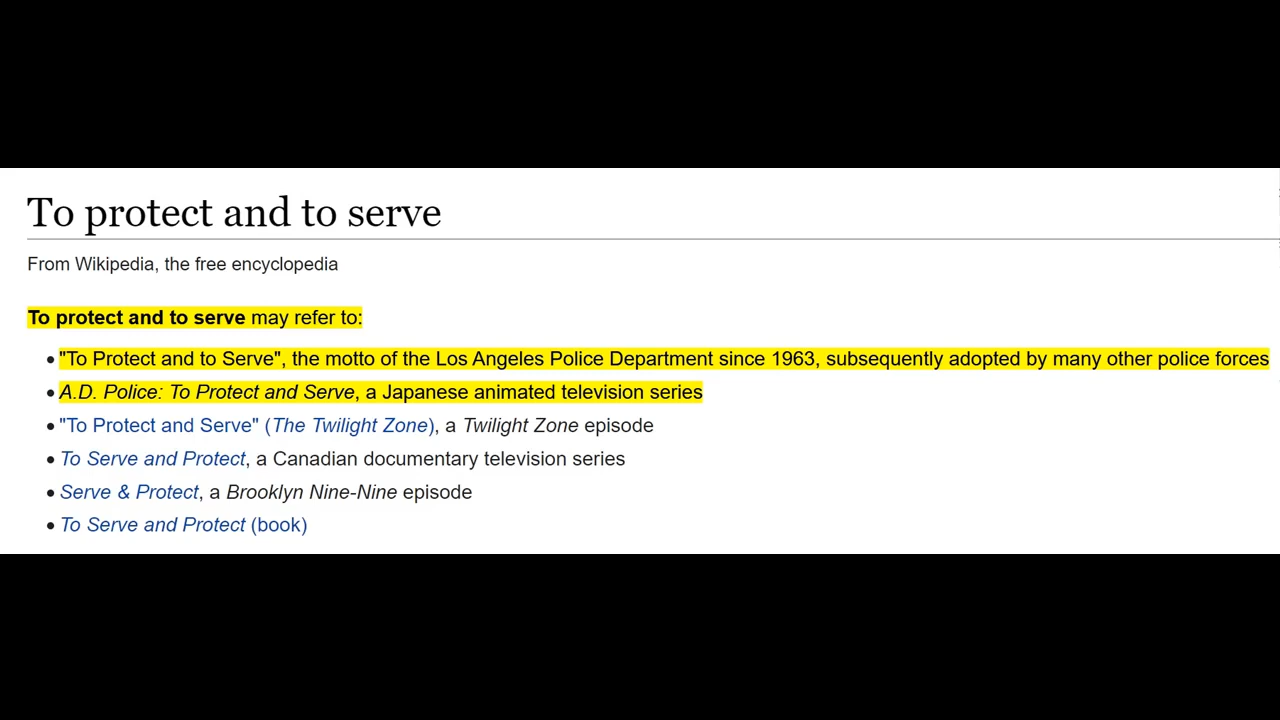 To protect and to serve
From Wikipedia, the free encyclopedia
To protect and to serve may refer to:
• "To Protect and to Serve", the motto of the Los Angeles Police Department since 1963, subsequently adopted by many other police forces
• A.D. Police: To Protect and Serve, a Japanese animated television series
• "To Protect and Serve" (The Twilight Zone), a Twilight Zone episode
• To Serve and Protect, a Canadian documentary television series
• Serve & Protect, a Brooklyn Nine-Nine episode
• To Serve and Protect (book)